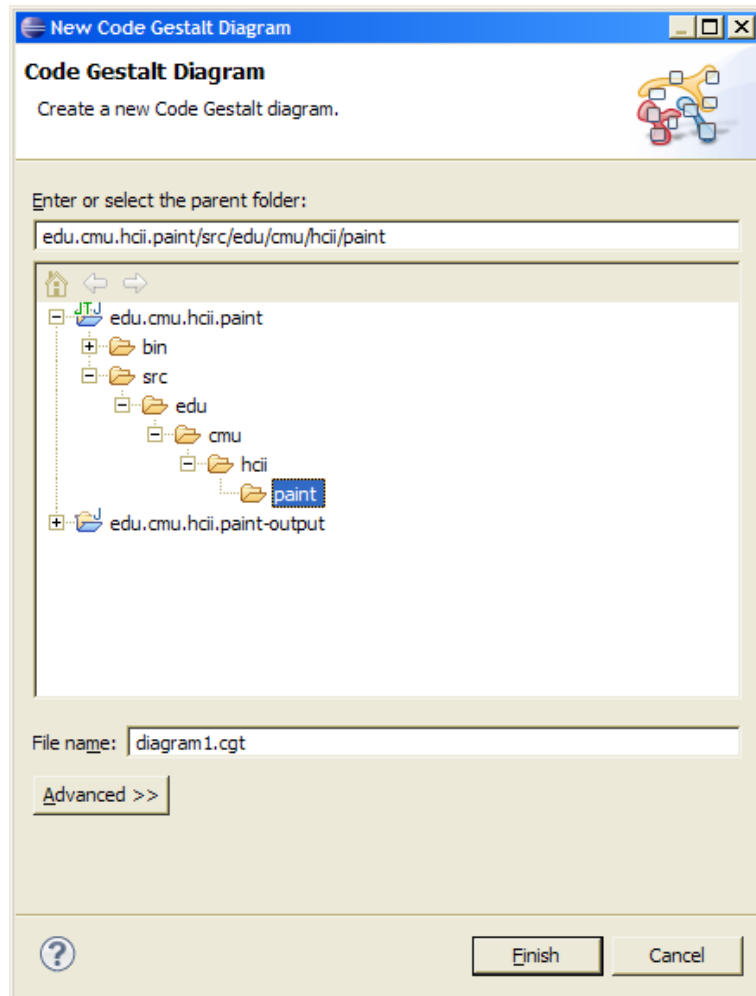 New Code Gestalt Diagram
Code Gestalt Diagram
Create a new Code Gestalt diagram.
Enter or select the parent folder:
edu.cmu.hcii.paint/src/edu/cmu/hcii/paint
edu.cmu.hcii.paint
bin
src
edu
cmu
hcii
paint
edu.cmu.hcii.paint-output
File name: diagram1.cgt
Advanced >>
? Finish Cancel